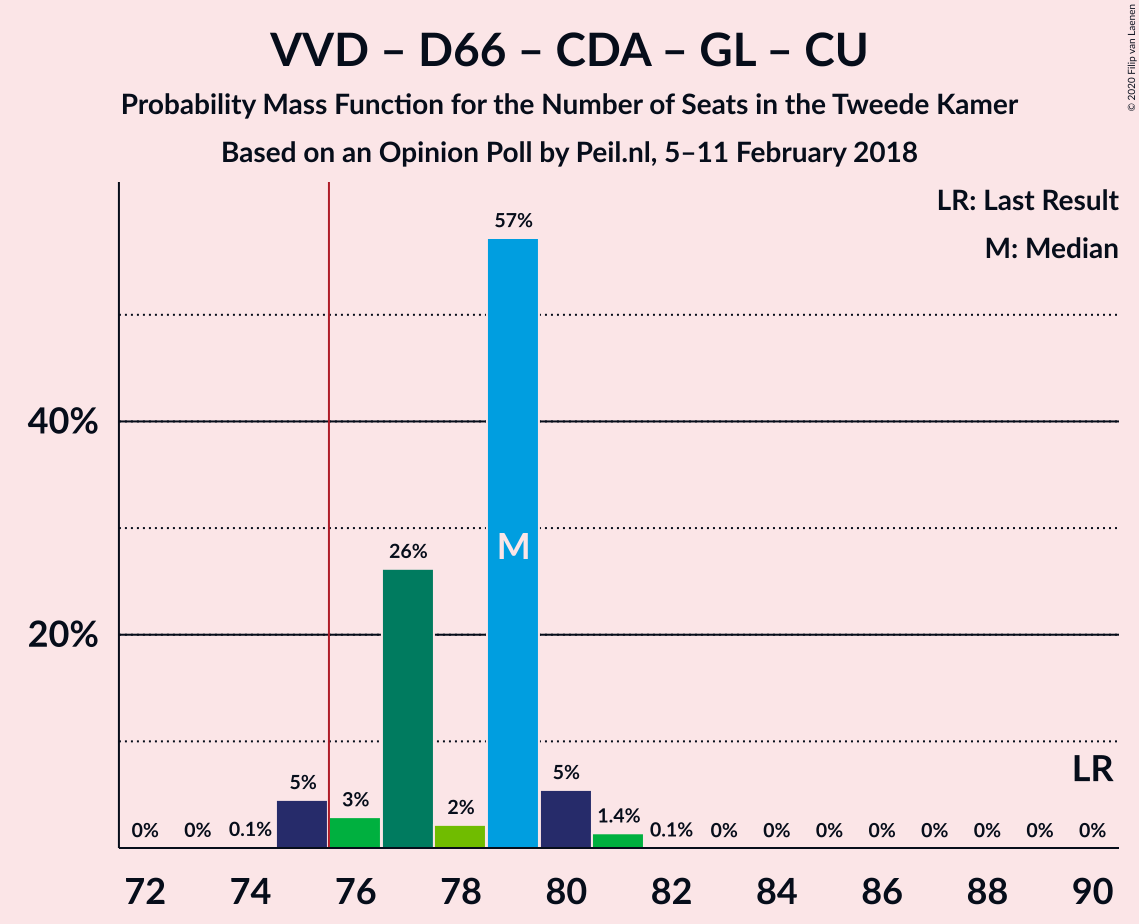 VVD – D66 – CDA – GL – CU
Probability Mass Function for the Number of Seats in the Tweede Kamer
Based on an Opinion Poll by Peil.nl, 5–11 February 2018
© 2020 Filip van Laenen
LR: Last Result
M: Median
57%
40%
M
26%
20%
LR
5%
5%
3%
2%
1.4%
0% 0% 0.1% 0.1% 0% 0% 0% 0% 0% 0% 0% 0%
72 74 76 78 80 82 84 86 88 90